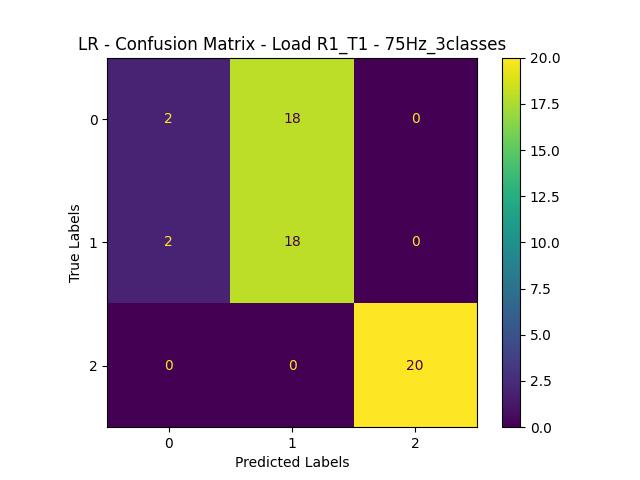 LR - Confusion Matrix - Load R1_T1 - 75Hz_3classes
20.0
17.5
15.0
12.5
10.0
7.5
5.0
2.5
0.0
True Labels
0 2 18 0
1 2 18 0
2 0 0 20
0 1 2
Predicted Labels